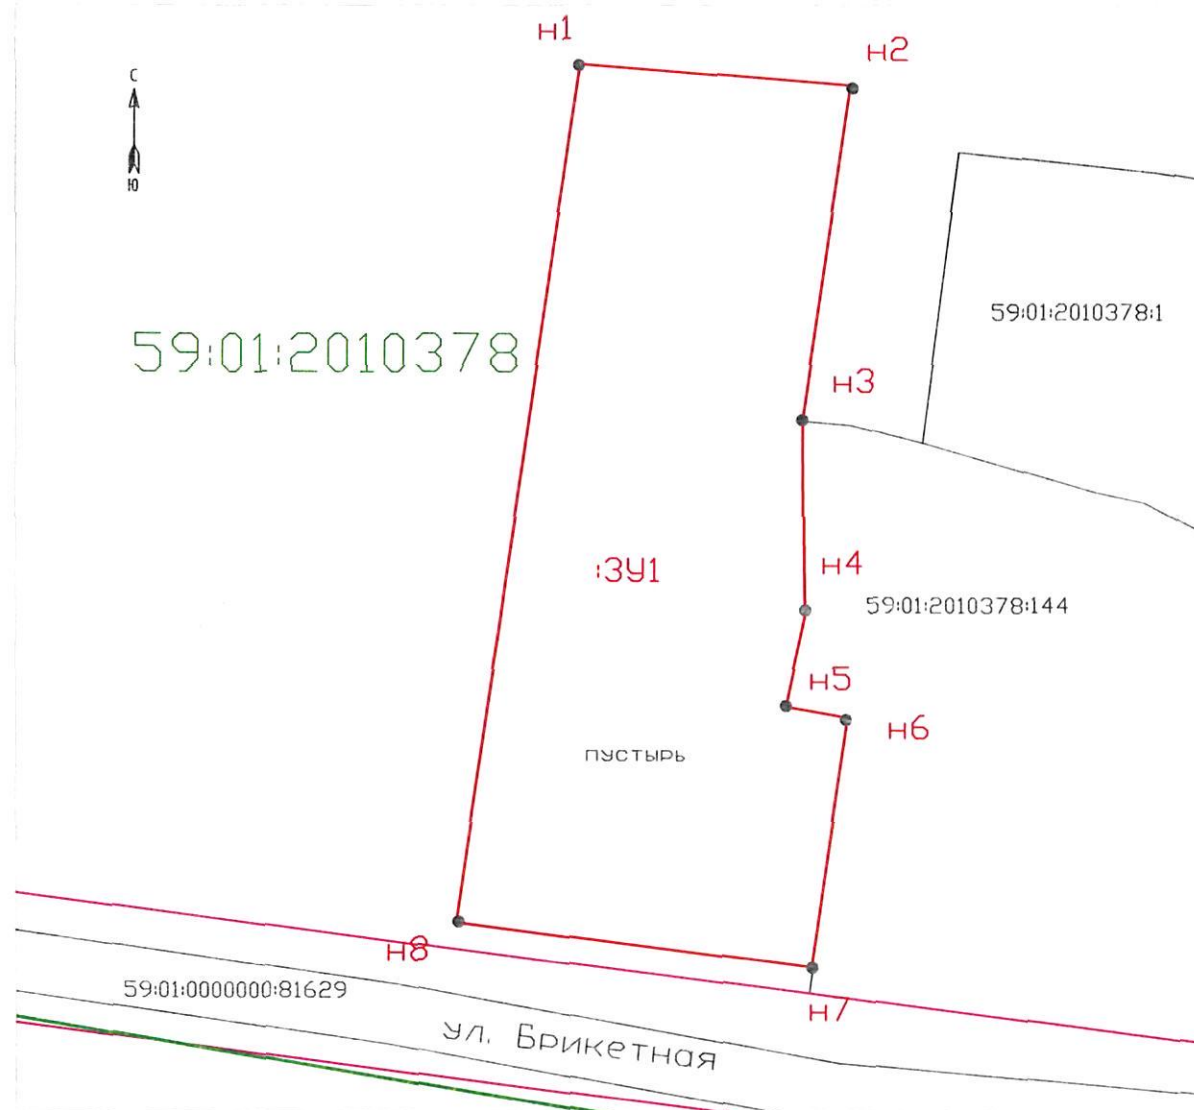 н1
н2
С
Ю
59:01:2010378:1
59:01:2010378
н3
:ЗУ1
н4
59:01:2010378:144
н5
н6
пустырь
н8
59:01:0000000:81629
н7
ул. Брикетная